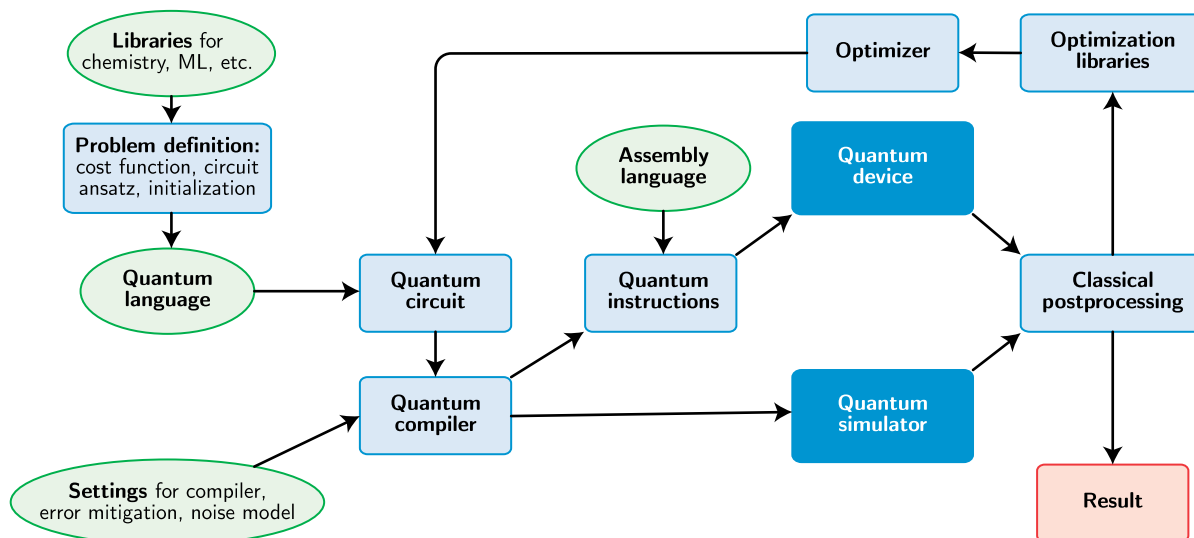 Libraries for
chemistry, ML, etc.
Optimizer
Optimization
libraries
Problem definition:
cost function, circuit
ansatz, initialization
Assembly
language
Quantum
device
Quantum
language
Quantum
circuit
Quantum
instructions
Classical
postprocessing
Quantum
compiler
Quantum
simulator
Settings for compiler,
error mitigation, noise model
Result